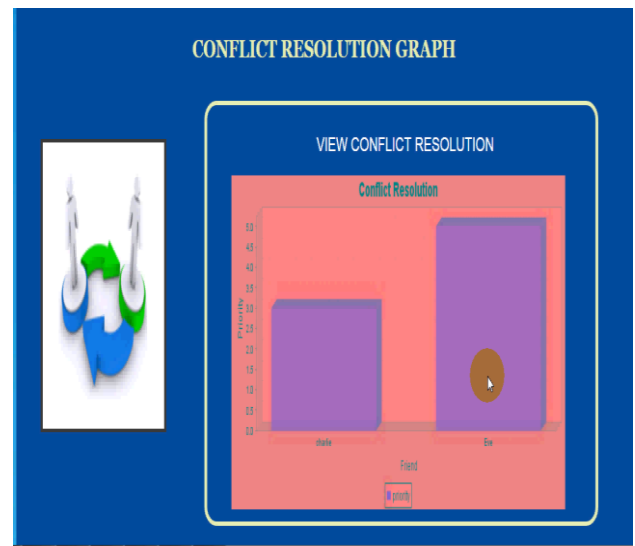 CONFLICT RESOLUTION GRAPH
VIEW CONFLICT RESOLUTION
Conflict Resolution
Priority
5.0
4.5
4.0
3.5
3.0
2.5
2.0
1.5
1.0
0.5
0.0
charlie
Eve
Friend
priority